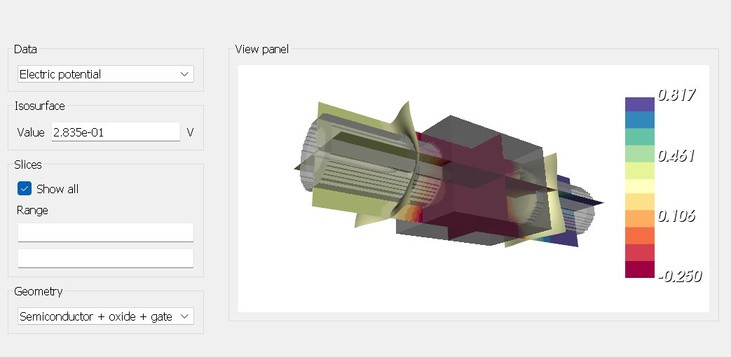 Data
Electric potential
Isosurface
Value 2.835e-01 V
Slices
Show all
Range
Geometry
Semiconductor + oxide + gate
View panel
0.817
0.461
0.106
-0.250